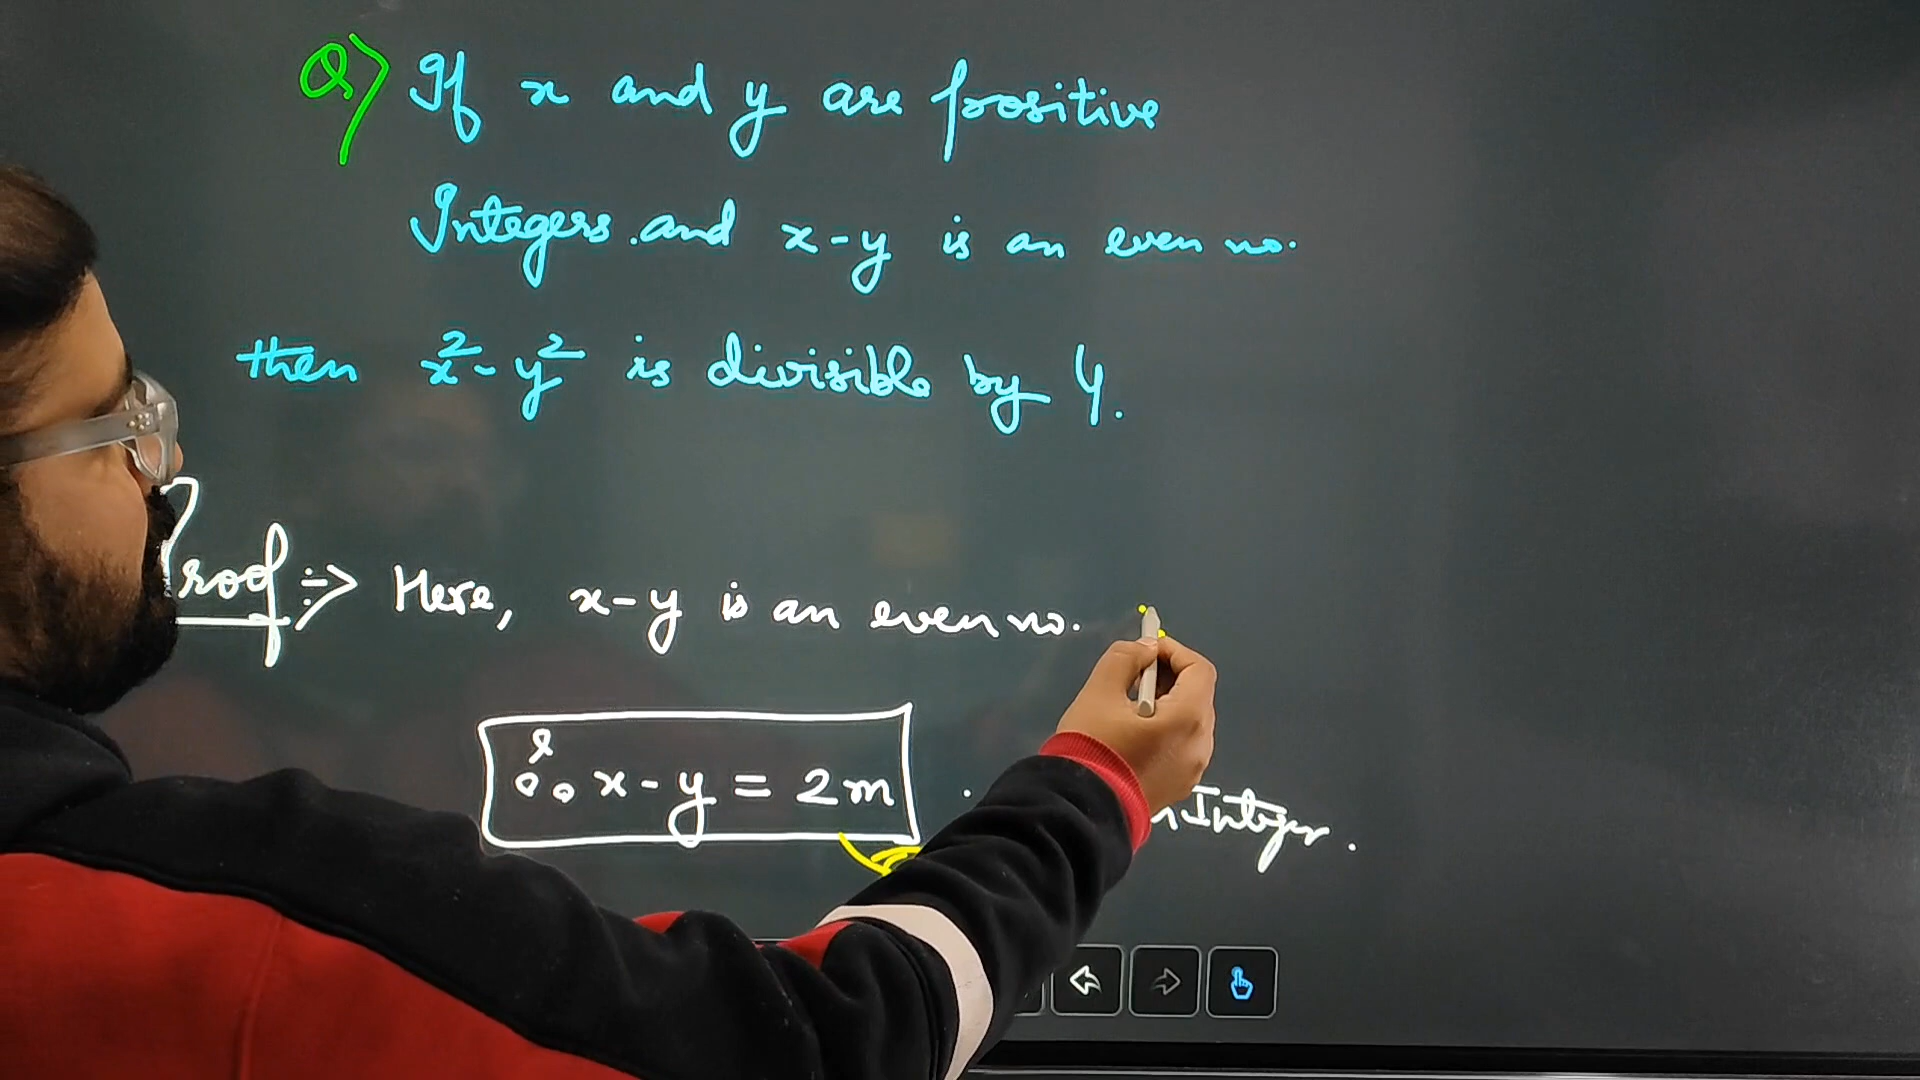 Q) If x and y are positive
Integers. and x-y is an even no.
then x²-y² is divisible by 4.
Proof :-> Here, x-y is an even no.
∴ x-y = 2m
Integer.